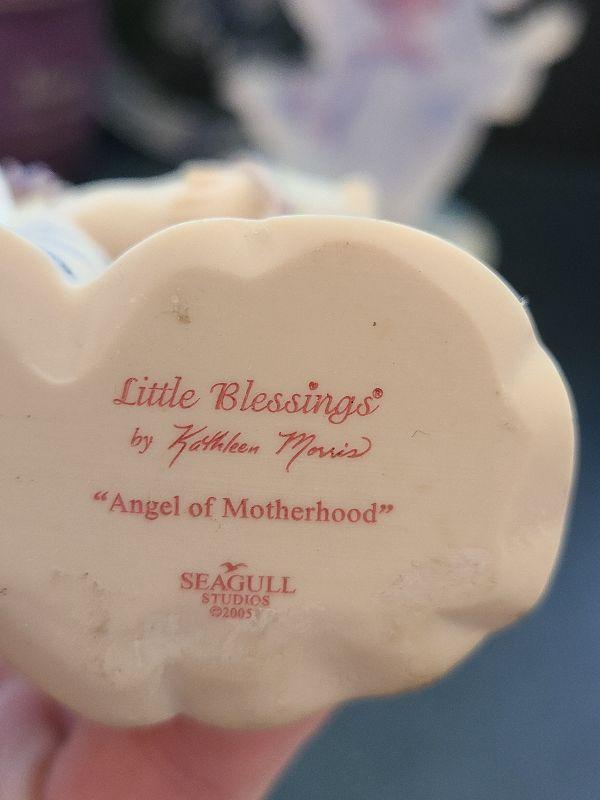 Little Blessings®
by Kathleen Morris
“Angel of Motherhood”
SEAGULL
STUDIOS
©2005